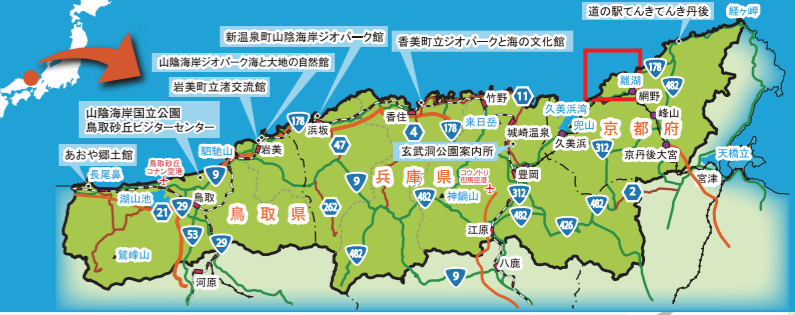 道の駅てんきてんき丹後
経ヶ岬
新温泉町山陰海岸ジオパーク館
香美町立ジオパークと海の文化館
山陰海岸ジオパーク海と大地の自然館
岩美町立渚交流館
山陰海岸国立公園
鳥取砂丘ビジターセンター
あおや郷土館
長尾鼻
鳥取砂丘
コナン空港
駟馳山
湖山池
鳥取
鷲峰山
河原
岩美
浜坂
香住
竹野
来日岳
城崎温泉
玄武洞公園案内所
久美浜湾
兜山
久美浜
離湖
網野
峰山
京丹後大宮
天橋立
宮津
豊岡
コウノトリ
但馬空港
神鍋山
江原
八鹿
鳥取県
兵庫県
京都府
9
21
29
53
29
178
47
262
9
482
4
178
482
11
312
482
426
9
312
482
2
178
482